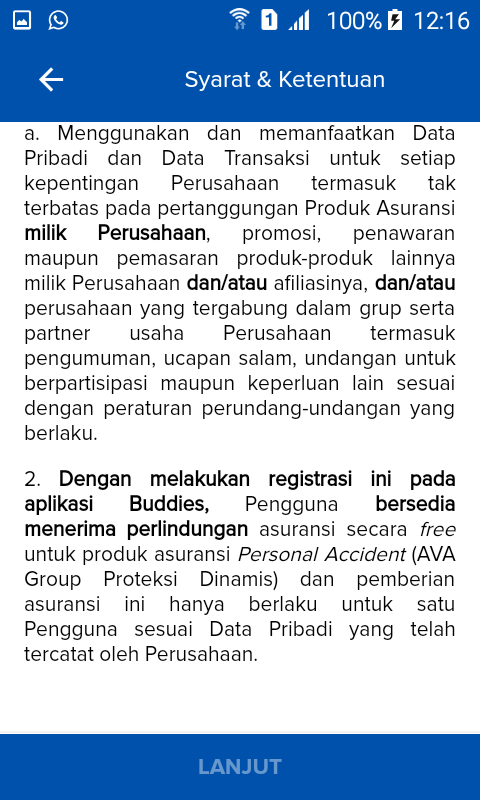 100% 12:16
Syarat & Ketentuan
a. Menggunakan dan memanfaatkan Data
Pribadi dan Data Transaksi untuk setiap
kepentingan Perusahaan termasuk tak
terbatas pada pertanggungan Produk Asuransi
milik Perusahaan, promosi, penawaran
maupun pemasaran produk-produk lainnya
milik Perusahaan dan/atau afiliasinya, dan/atau
perusahaan yang tergabung dalam grup serta
partner usaha Perusahaan termasuk
pengumuman, ucapan salam, undangan untuk
berpartisipasi maupun keperluan lain sesuai
dengan peraturan perundang-undangan yang
berlaku.
2. Dengan melakukan registrasi ini pada
aplikasi Buddies, Pengguna bersedia
menerima perlindungan asuransi secara free
untuk produk asuransi Personal Accident (AVA
Group Proteksi Dinamis) dan pemberian
asuransi ini hanya berlaku untuk satu
Pengguna sesuai Data Pribadi yang telah
tercatat oleh Perusahaan.
LANJUT